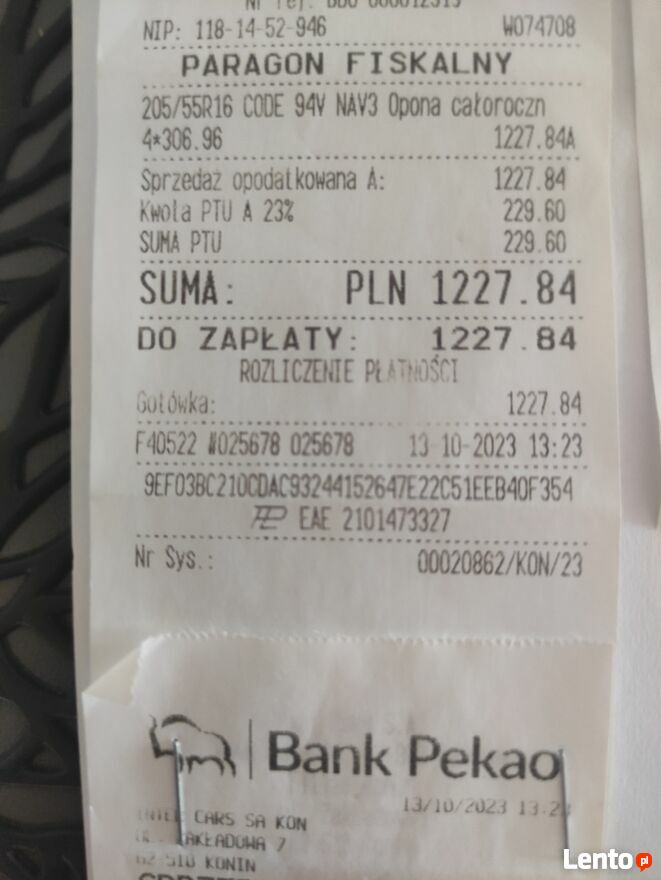 NIP: 118-14-52-946 W074708
PARAGON FISKALNY
205/55R16 CODE 94V NAV3 Opona całoroczn
4*306.96 1227.84A
Sprzedaż opodatkowana A: 1227.84
Kwota PTU A 23% 229.60
SUMA PTU 229.60
SUMA: PLN 1227.84
DO ZAPŁATY: 1227.84
ROZLICZENIE PŁATNOŚCI
Gotówka: 1227.84
F40522 #025678 025678 13-10-2023 13:23
9EF03BC210CDAC93244152647E22C51EEB40F354
EAE 2101473327
Nr Sys.: 00020862/KON/23
Bank Pekao
13/10/2023
CARS SA KON
7
KONIN
Lento.pl